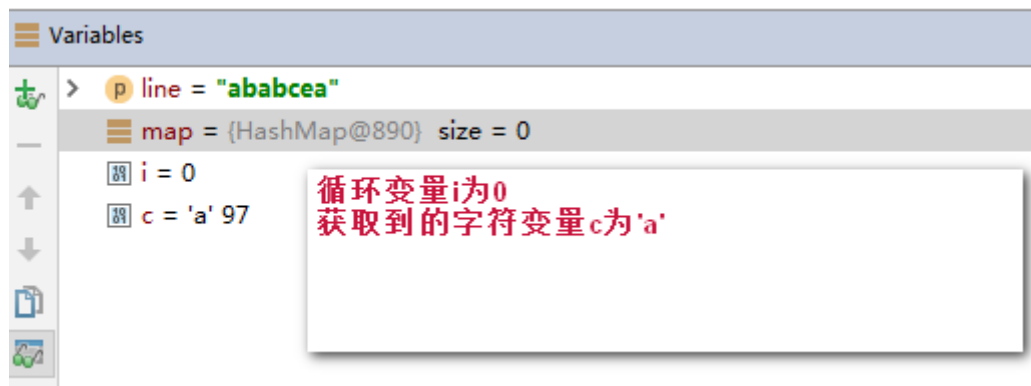 Variables
line = "ababcea"
map = {HashMap@890} size = 0
i = 0
c = 'a' 97
循环变量i为0
获取到的字符变量c为'a'